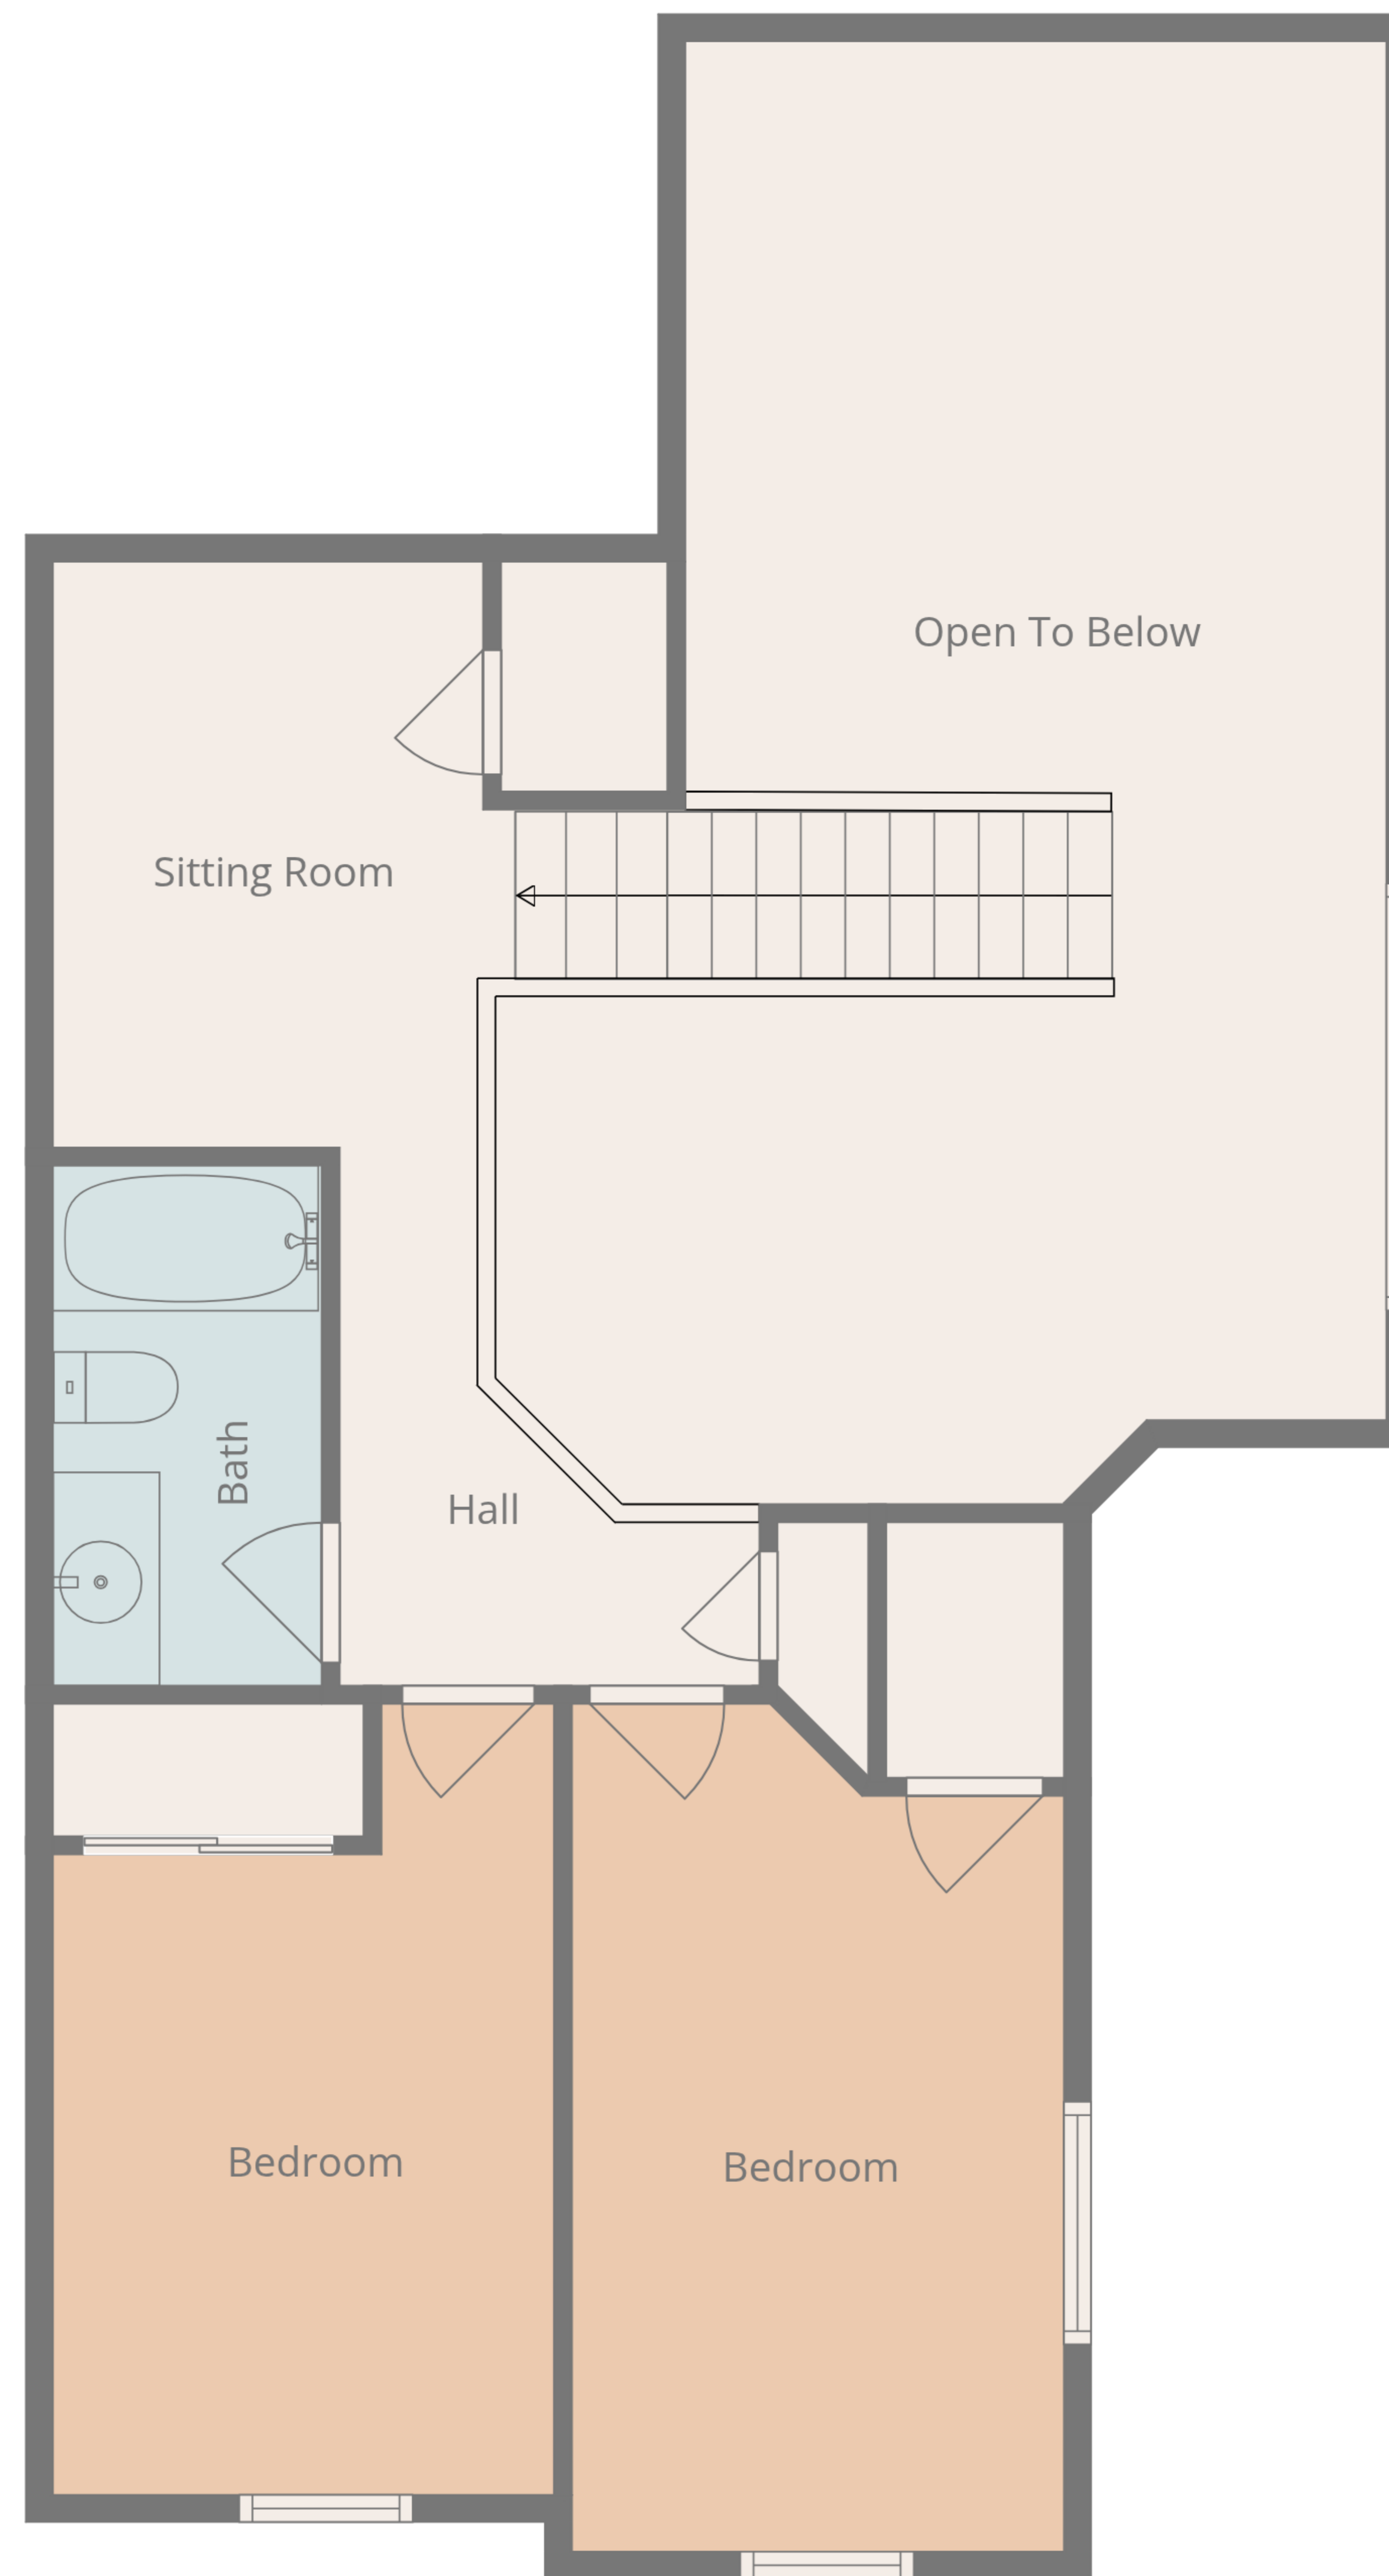 Open To Below
Sitting Room
Bath
Hall
Bedroom
Bedroom